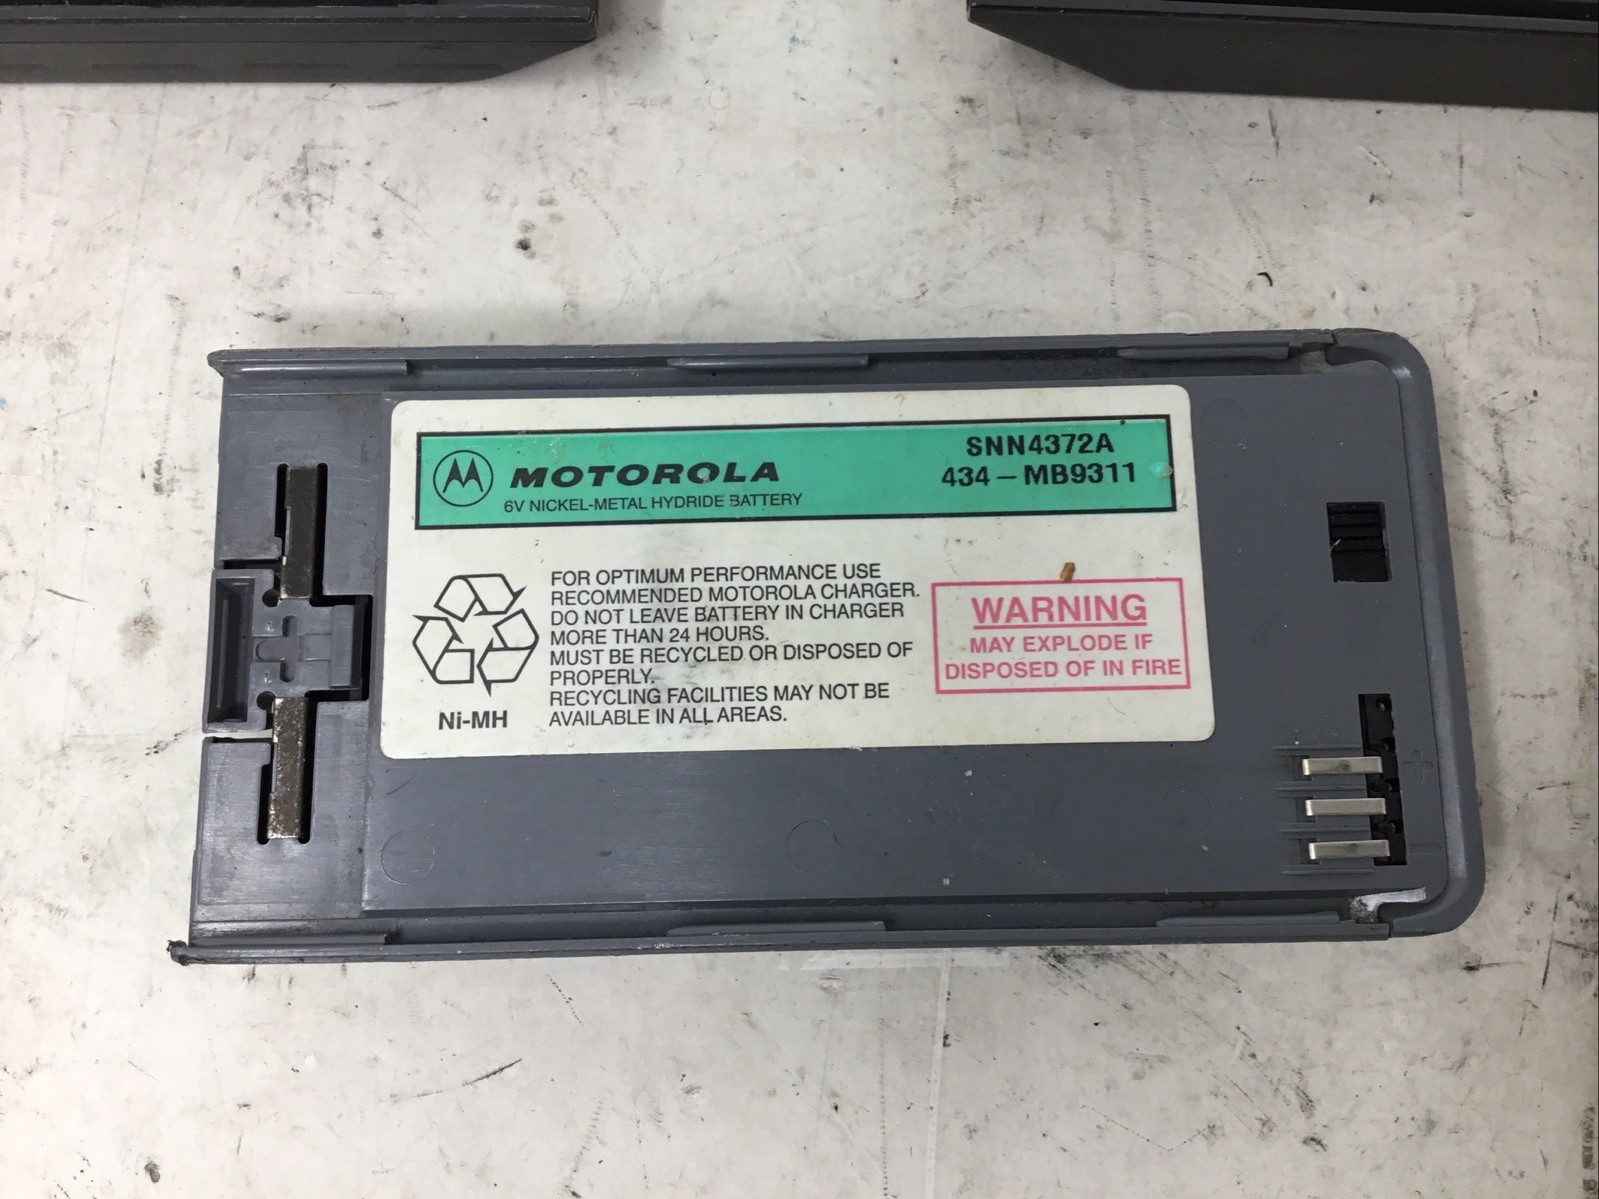 MOTOROLA
6V NICKEL-METAL HYDRIDE BATTERY
SNN4372A
434-MB9311
FOR OPTIMUM PERFORMANCE USE
RECOMMENDED MOTOROLA CHARGER.
DO NOT LEAVE BATTERY IN CHARGER
MORE THAN 24 HOURS.
MUST BE RECYCLED OR DISPOSED OF
PROPERLY.
RECYCLING FACILITIES MAY NOT BE
AVAILABLE IN ALL AREAS.
Ni-MH
WARNING
MAY EXPLODE IF
DISPOSED OF IN FIRE
+